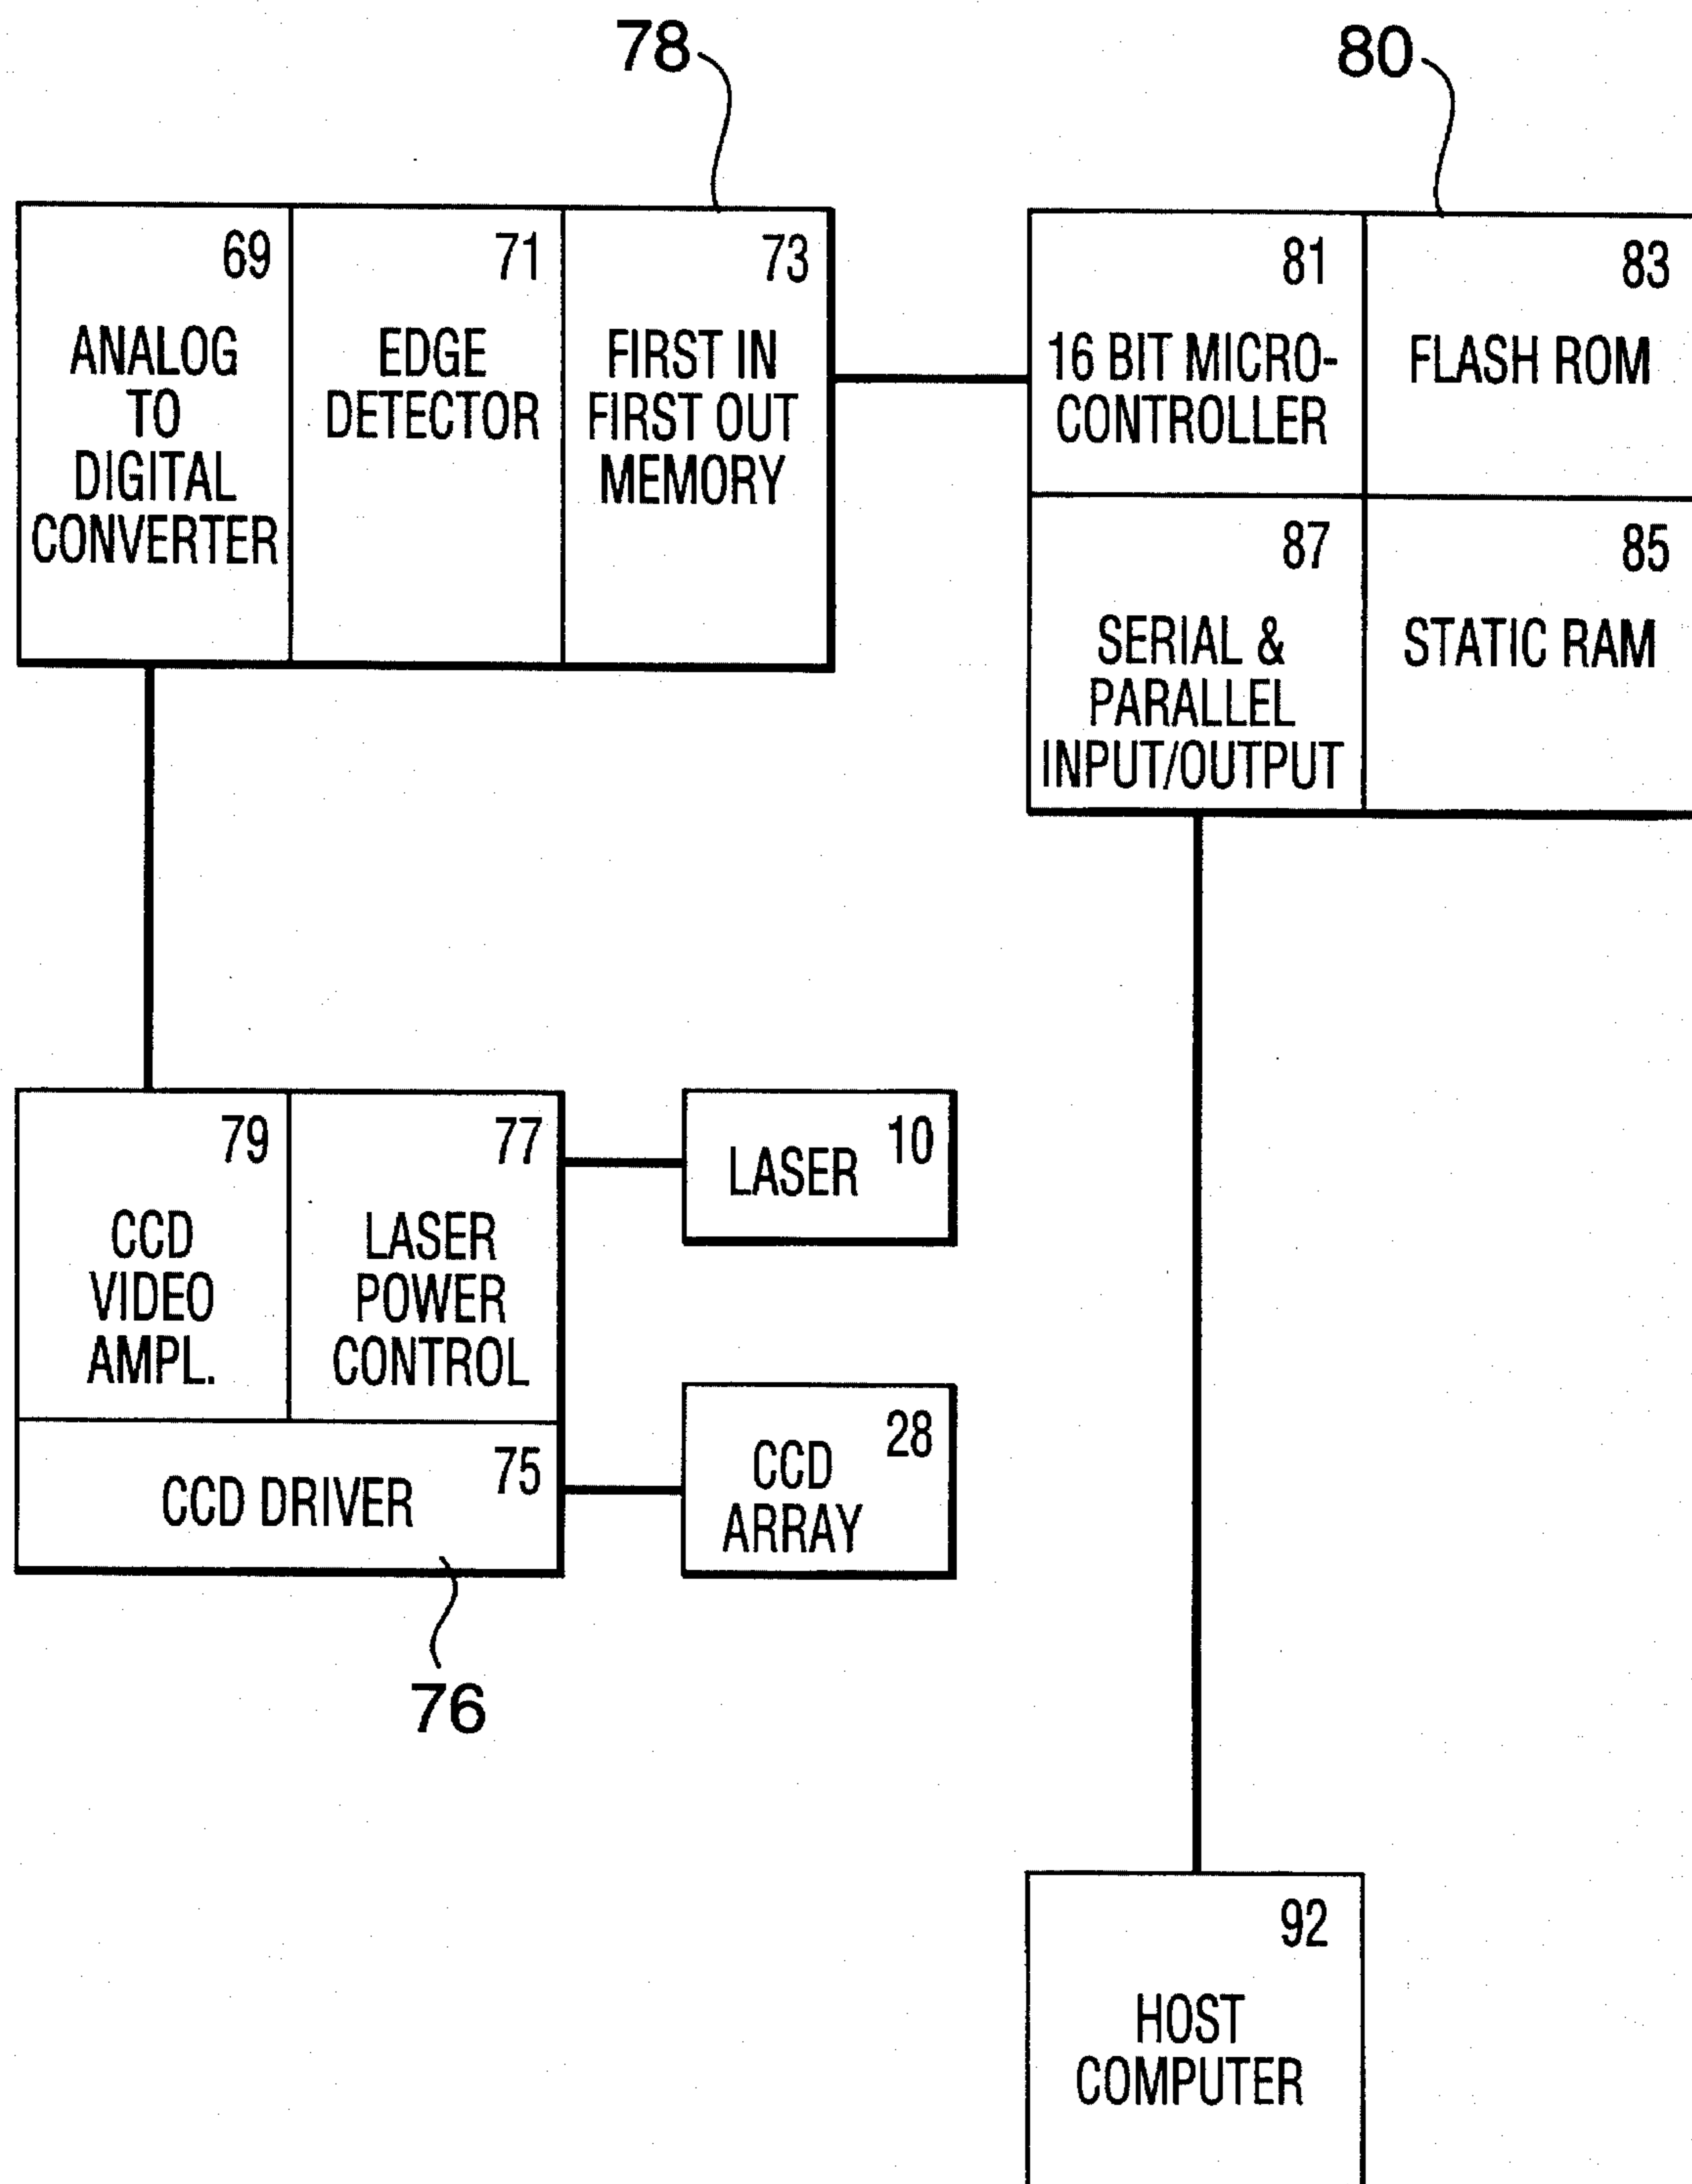 78
80
69
ANALOG
TO
DIGITAL
CONVERTER
71
EDGE
DETECTOR
73
FIRST IN
FIRST OUT
MEMORY
81
16 BIT MICRO-
CONTROLLER
83
FLASH ROM
87
SERIAL &
PARALLEL
INPUT/OUTPUT
85
STATIC RAM
79
CCD
VIDEO
AMPL.
77
LASER
POWER
CONTROL
10
LASER
75
CCD DRIVER
28
CCD
ARRAY
76
92
HOST
COMPUTER